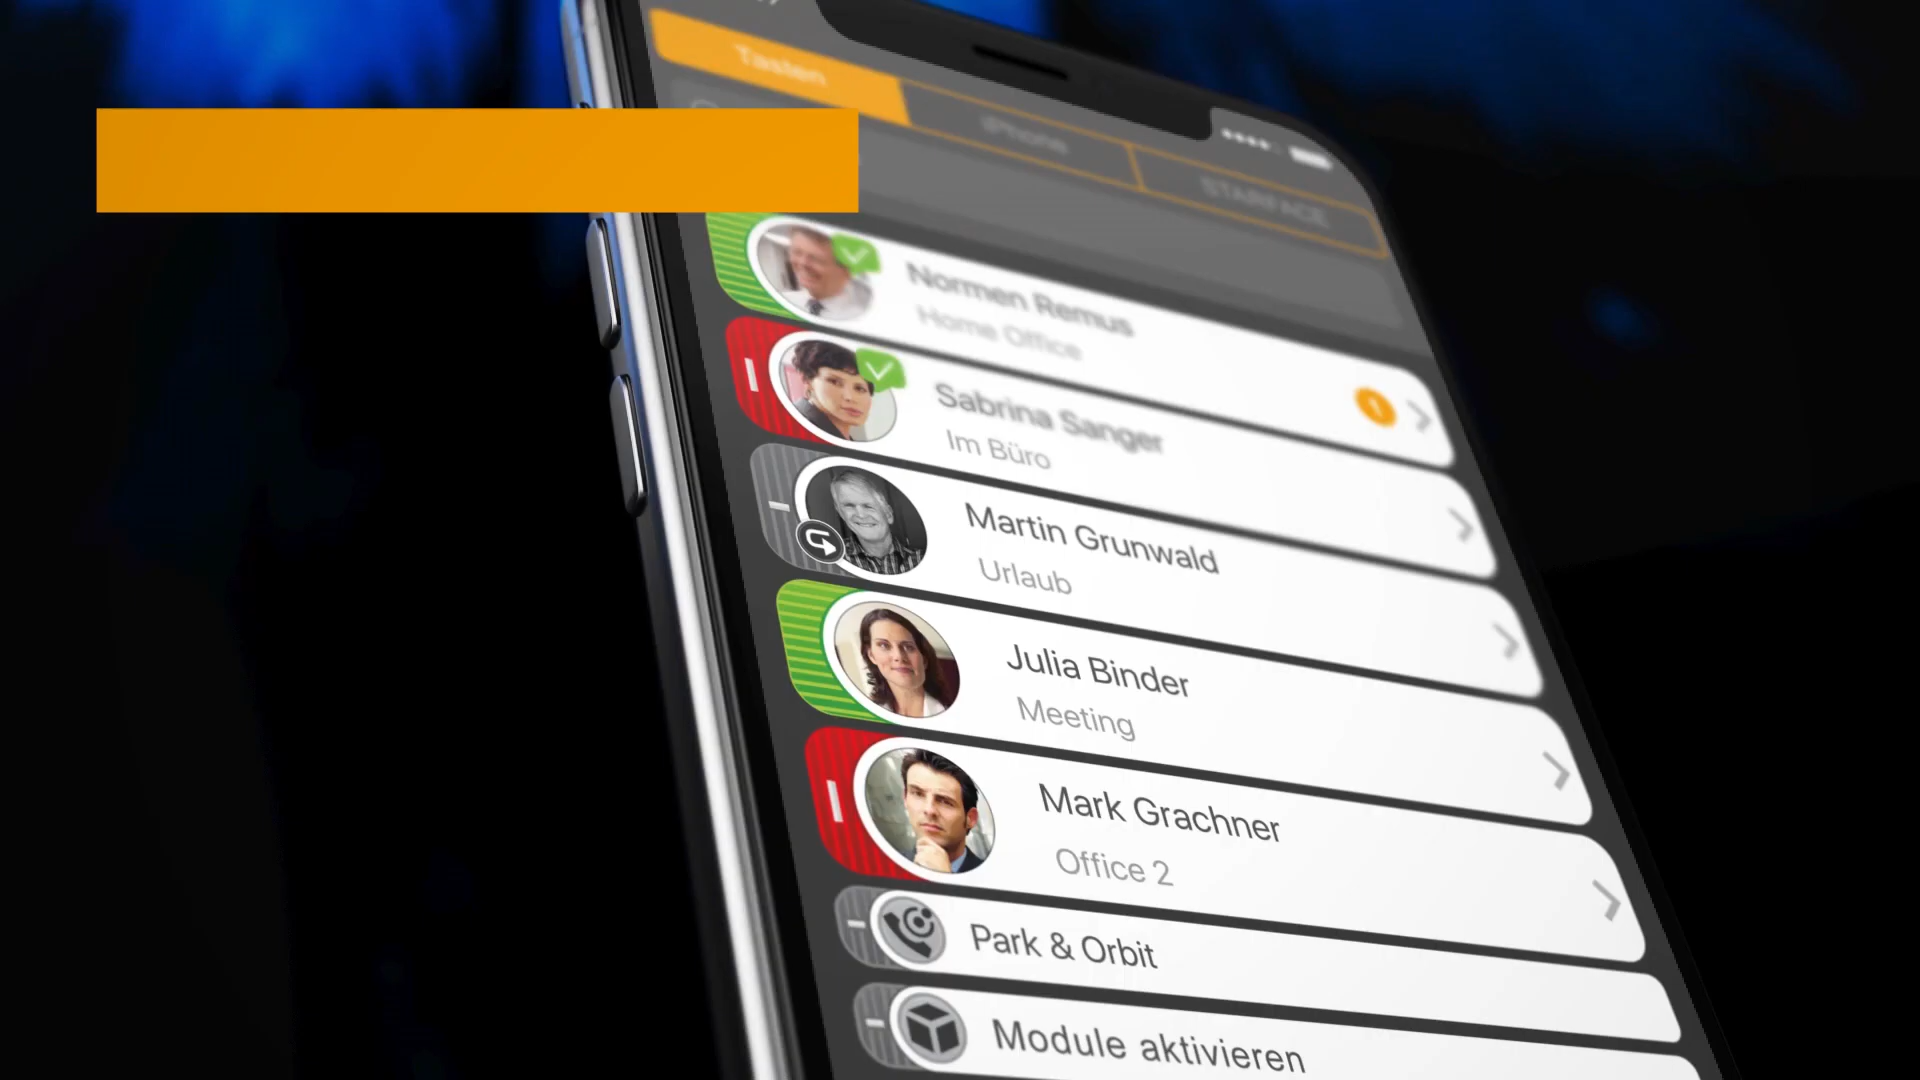 Tasten
iPhone
STARFACE
Normen Remus
Home Office
1
Sabrina Sanger
Im Büro
Martin Grunwald
Urlaub
Julia Binder
Meeting
Mark Grachner
Office 2
Park & Orbit
Module aktivieren